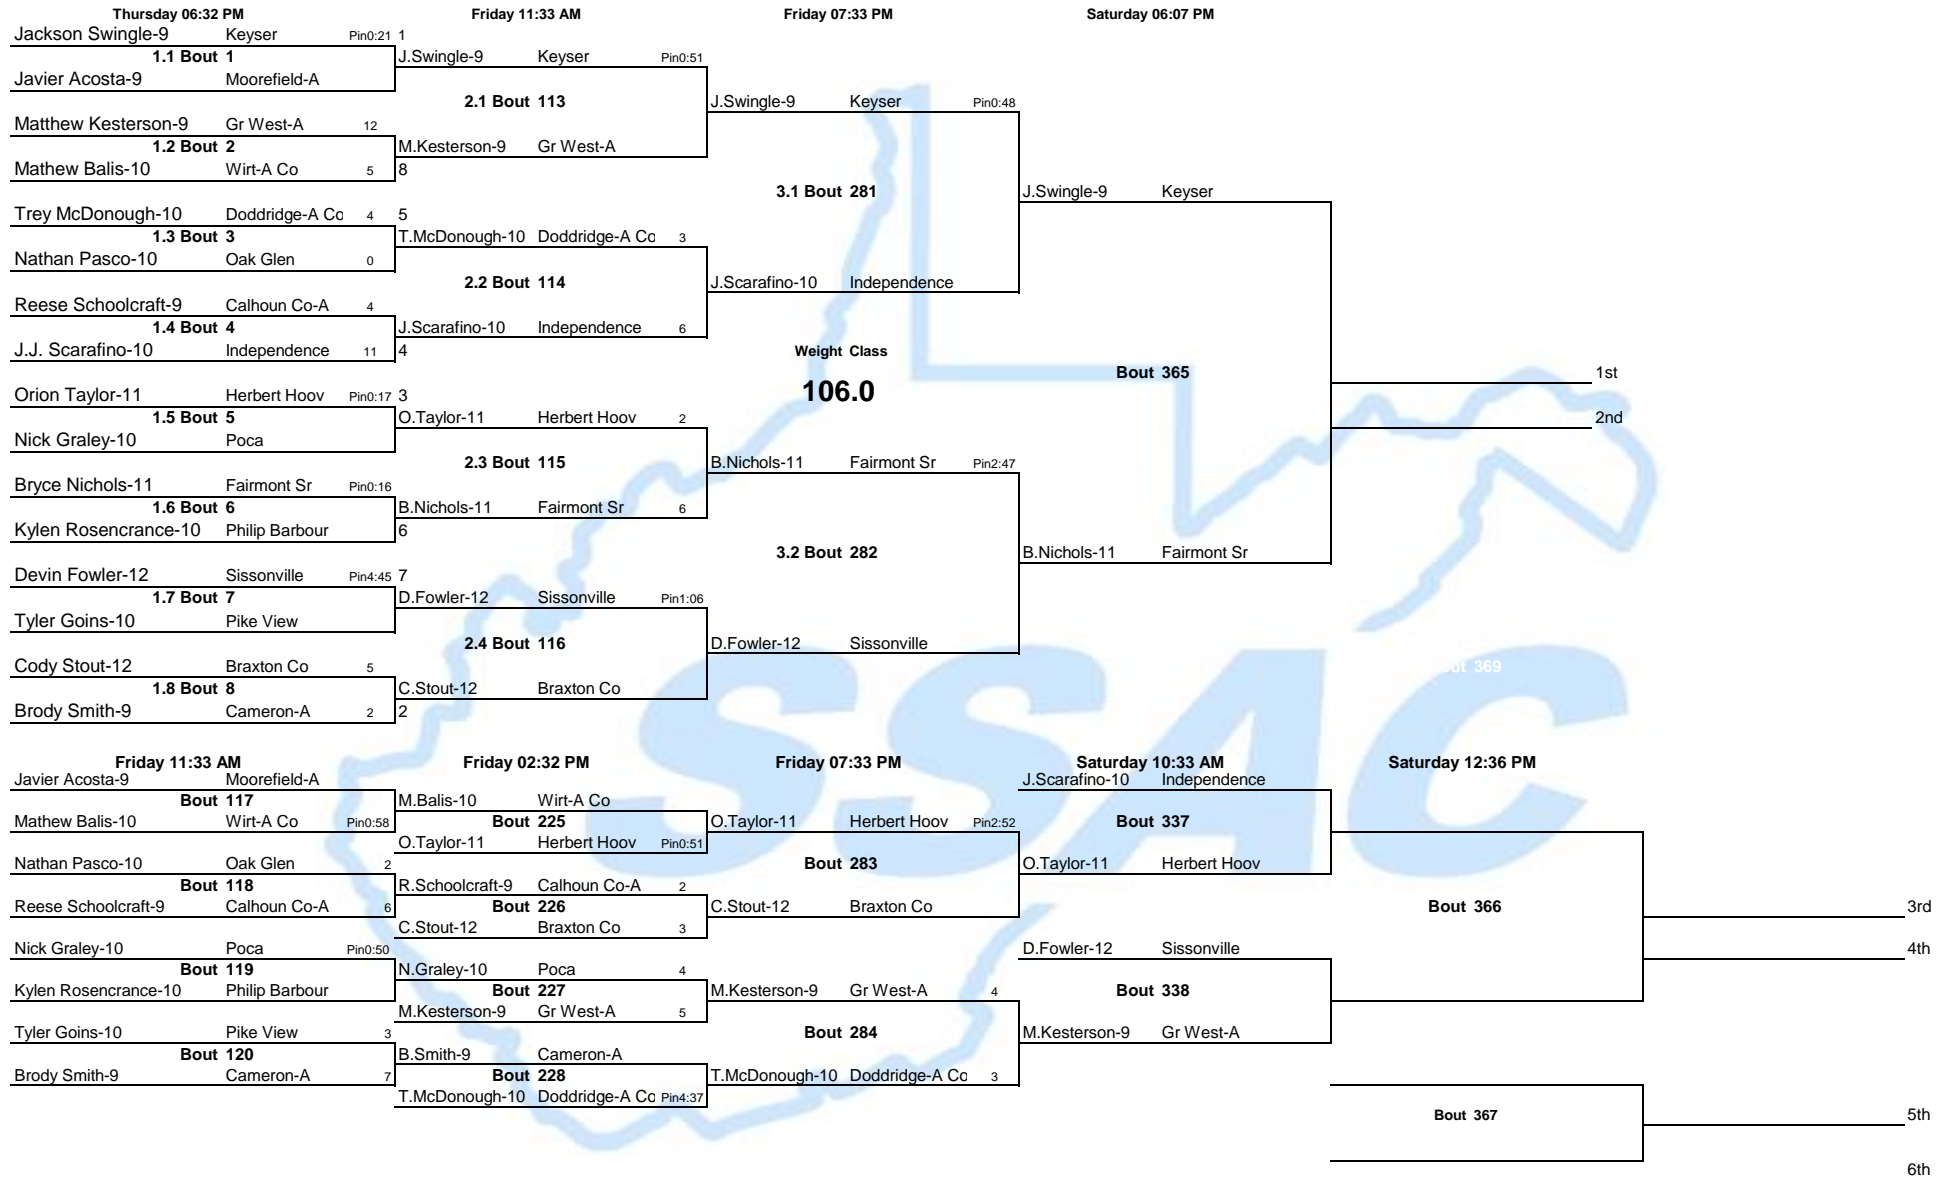 Thursday 06:32 PM Friday 11:33 AM Friday 07:33 PM Saturday 06:07 PM
Jackson Swingle-9 Keyser Pin0:21 1
1.1 Bout 1 J.Swingle-9 Keyser Pin0:51
Javier Acosta-9 Moorefield-A
2.1 Bout 113 J.Swingle-9 Keyser Pin0:48
Matthew Kesterson-9 Gr West-A 12
1.2 Bout 2 M.Kesterson-9 Gr West-A
Mathew Balis-10 Wirt-A Co 5 8
3.1 Bout 281 J.Swingle-9 Keyser
Trey McDonough-10 Doddridge-A Co 4 5
1.3 Bout 3 T.McDonough-10 Doddridge-A Co 3
Nathan Pasco-10 Oak Glen 0
2.2 Bout 114 J.Scarafino-10 Independence
Reese Schoolcraft-9 Calhoun Co-A 4
1.4 Bout 4 J.Scarafino-10 Independence 6
J.J. Scarafino-10 Independence 11 4
Weight Class
106.0
Bout 365 1st
Orion Taylor-11 Herbert Hoov Pin0:17 3
1.5 Bout 5 O.Taylor-11 Herbert Hoov 2 2nd
Nick Graley-10 Poca
2.3 Bout 115 B.Nichols-11 Fairmont Sr Pin2:47
Bryce Nichols-11 Fairmont Sr Pin0:16
1.6 Bout 6 B.Nichols-11 Fairmont Sr 6
Kylen Rosencrance-10 Philip Barbour 6
3.2 Bout 282 B.Nichols-11 Fairmont Sr
Devin Fowler-12 Sissonville Pin4:45 7
1.7 Bout 7 D.Fowler-12 Sissonville Pin1:06
Tyler Goins-10 Pike View
2.4 Bout 116 D.Fowler-12 Sissonville
Cody Stout-12 Braxton Co 5 369
1.8 Bout 8 C.Stout-12 Braxton Co
Brody Smith-9 Cameron-A 2 2
SSAC
Friday 11:33 AM Friday 02:32 PM Friday 07:33 PM Saturday 10:33 AM Saturday 12:36 PM
Javier Acosta-9 Moorefield-A J.Scarafino-10 Independence
Bout 117 M.Balis-10 Wirt-A Co
Mathew Balis-10 Wirt-A Co Pin0:58 Bout 225 O.Taylor-11 Herbert Hoov Pin2:52 Bout 337
O.Taylor-11 Herbert Hoov Pin0:51
Nathan Pasco-10 Oak Glen 2 Bout 283 O.Taylor-11 Herbert Hoov
Bout 118 R.Schoolcraft-9 Calhoun Co-A 2
Reese Schoolcraft-9 Calhoun Co-A 6 Bout 226 C.Stout-12 Braxton Co Bout 366 3rd
C.Stout-12 Braxton Co 3
Nick Graley-10 Poca Pin0:50 D.Fowler-12 Sissonville 4th
Bout 119 N.Graley-10 Poca 4
Kylen Rosencrance-10 Philip Barbour Bout 227 M.Kesterson-9 Gr West-A 4 Bout 338
M.Kesterson-9 Gr West-A 5
Tyler Goins-10 Pike View 3 Bout 284 M.Kesterson-9 Gr West-A
Bout 120 B.Smith-9 Cameron-A
Brody Smith-9 Cameron-A 7 Bout 228 T.McDonough-10 Doddridge-A Co 3
T.McDonough-10 Doddridge-A Co Pin4:37
Bout 367 5th
6th